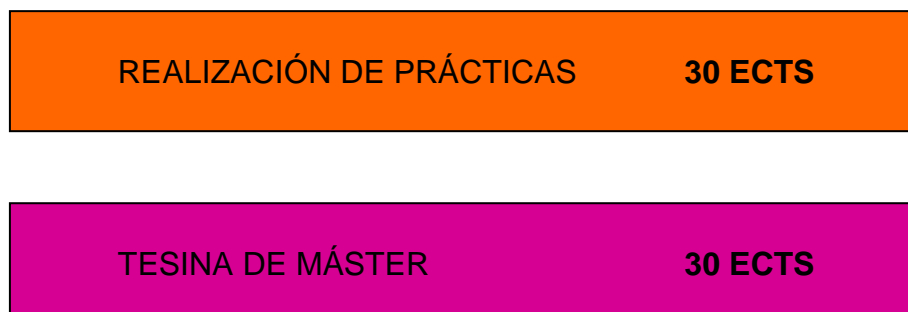 REALIZACIÓN DE PRÁCTICAS 30 ECTS
TESINA DE MÁSTER 30 ECTS